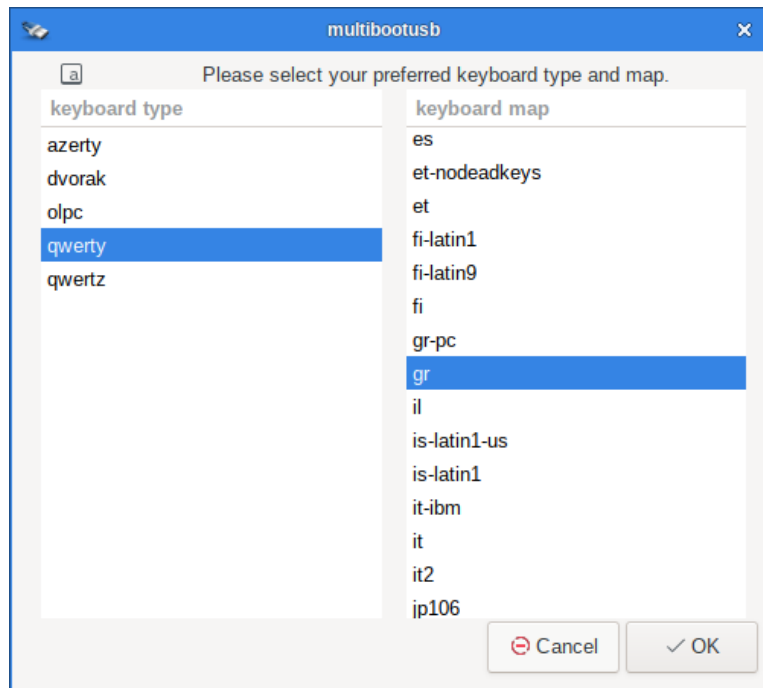 multibootusb
a
Please select your preferred keyboard type and map.
keyboard type
azerty
dvorak
olpc
qwerty
qwertz
keyboard map
es
et-nodeadkeys
et
fi-latin1
fi-latin9
fi
gr-pc
gr
il
is-latin1-us
is-latin1
it-ibm
it
it2
jp106
Cancel
OK